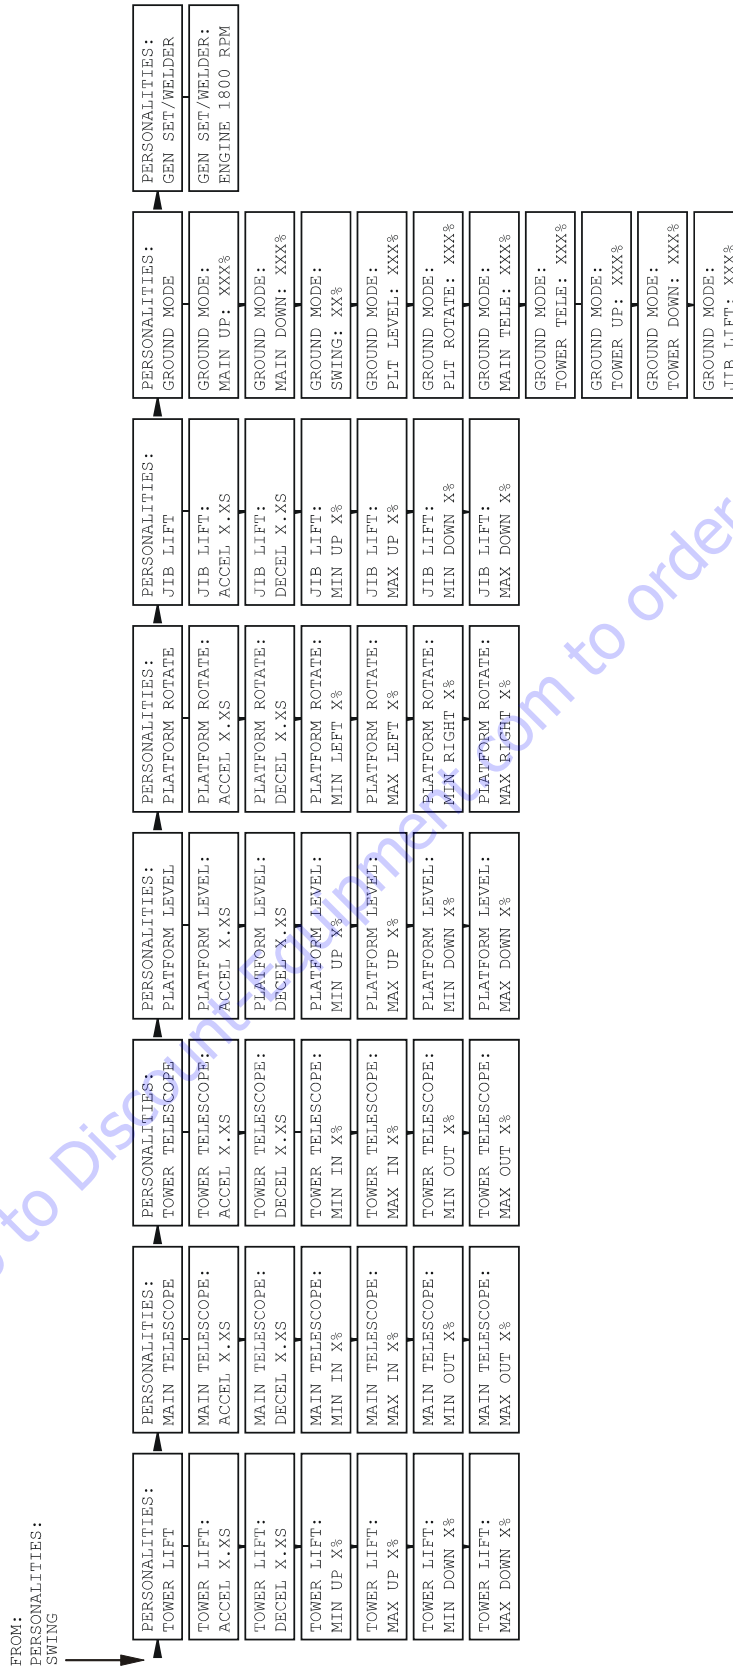 FROM:
PERSONALITIES:
SWING
PERSONALITIES:
TOWER LIFT
TOWER LIFT:
ACCEL X.XS
TOWER LIFT:
DECEL X.XS
TOWER LIFT:
MIN UP X%
TOWER LIFT:
MAX UP X%
TOWER LIFT:
MIN DOWN X%
TOWER LIFT:
MAX DOWN X%
PERSONALITIES:
MAIN TELESCOPE
MAIN TELESCOPE:
ACCEL X.XS
MAIN TELESCOPE:
DECEL X.XS
MAIN TELESCOPE:
MIN IN X%
MAIN TELESCOPE:
MAX IN X%
MAIN TELESCOPE:
MIN OUT X%
MAIN TELESCOPE:
MAX OUT X%
PERSONALITIES:
TOWER TELESCOPE
TOWER TELESCOPE:
ACCEL X.XS
TOWER TELESCOPE:
DECEL X.XS
TOWER TELESCOPE:
MIN IN X%
TOWER TELESCOPE:
MAX IN X%
TOWER TELESCOPE:
MIN OUT X%
TOWER TELESCOPE:
MAX OUT X%
PERSONALITIES:
PLATFORM LEVEL
PLATFORM LEVEL:
ACCEL X.XS
PLATFORM LEVEL:
DECEL X.XS
PLATFORM LEVEL:
MIN UP X%
PLATFORM LEVEL:
MAX UP X%
PLATFORM LEVEL:
MIN DOWN X%
PLATFORM LEVEL:
MAX DOWN X%
PERSONALITIES:
PLATFORM ROTATE
PLATFORM ROTATE:
ACCEL X.XS
PLATFORM ROTATE:
DECEL X.XS
PLATFORM ROTATE:
MIN LEFT X%
PLATFORM ROTATE:
MAX LEFT X%
PLATFORM ROTATE:
MIN RIGHT X%
PLATFORM ROTATE:
MAX RIGHT X%
PERSONALITIES:
JIB LIFT
JIB LIFT:
ACCEL X.XS
JIB LIFT:
DECEL X.XS
JIB LIFT:
MIN UP X%
JIB LIFT:
MAX UP X%
JIB LIFT:
MIN DOWN X%
JIB LIFT:
MAX DOWN X%
PERSONALITIES:
GROUND MODE
GROUND MODE:
MAIN UP: XXX%
GROUND MODE:
MAIN DOWN: XXX%
GROUND MODE:
SWING: XX%
GROUND MODE:
PLT LEVEL: XXX%
GROUND MODE:
PLT ROTATE: XXX%
GROUND MODE:
MAIN TELE: XXX%
GROUND MODE:
TOWER TELE: XXX%
GROUND MODE:
TOWER UP: XXX%
GROUND MODE:
TOWER DOWN: XXX%
GROUND MODE:
JIB LIFT: XXX%
PERSONALITIES:
GEN SET/WELDER
GEN SET/WELDER:
ENGINE 1800 RPM
to Discount-Equipment.com to order